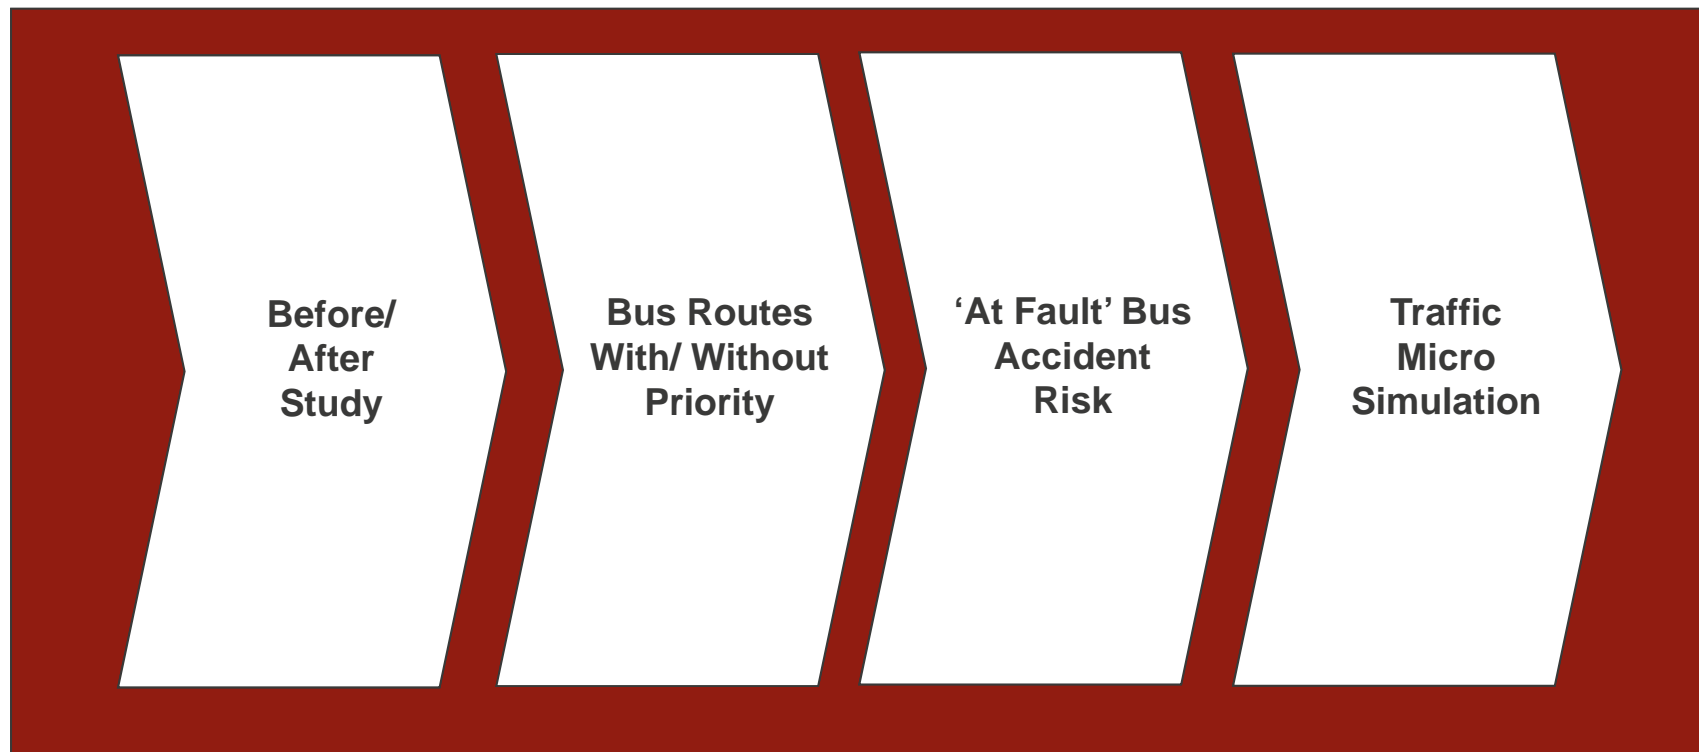 Before/
After
Study
Bus Routes
With/ Without
Priority
‘At Fault’ Bus
Accident
Risk
Traffic
Micro
Simulation